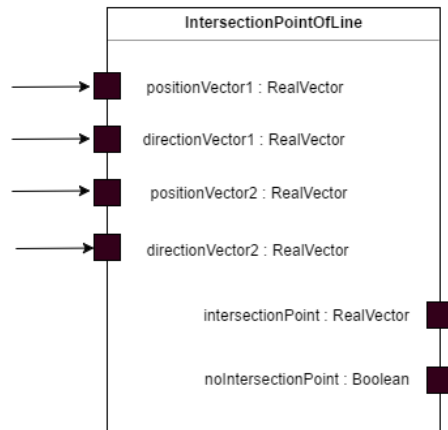 IntersectionPointOfLine
positionVector1 : RealVector
directionVector1 : RealVector
positionVector2 : RealVector
directionVector2 : RealVector
intersectionPoint : RealVector
noIntersectionPoint : Boolean